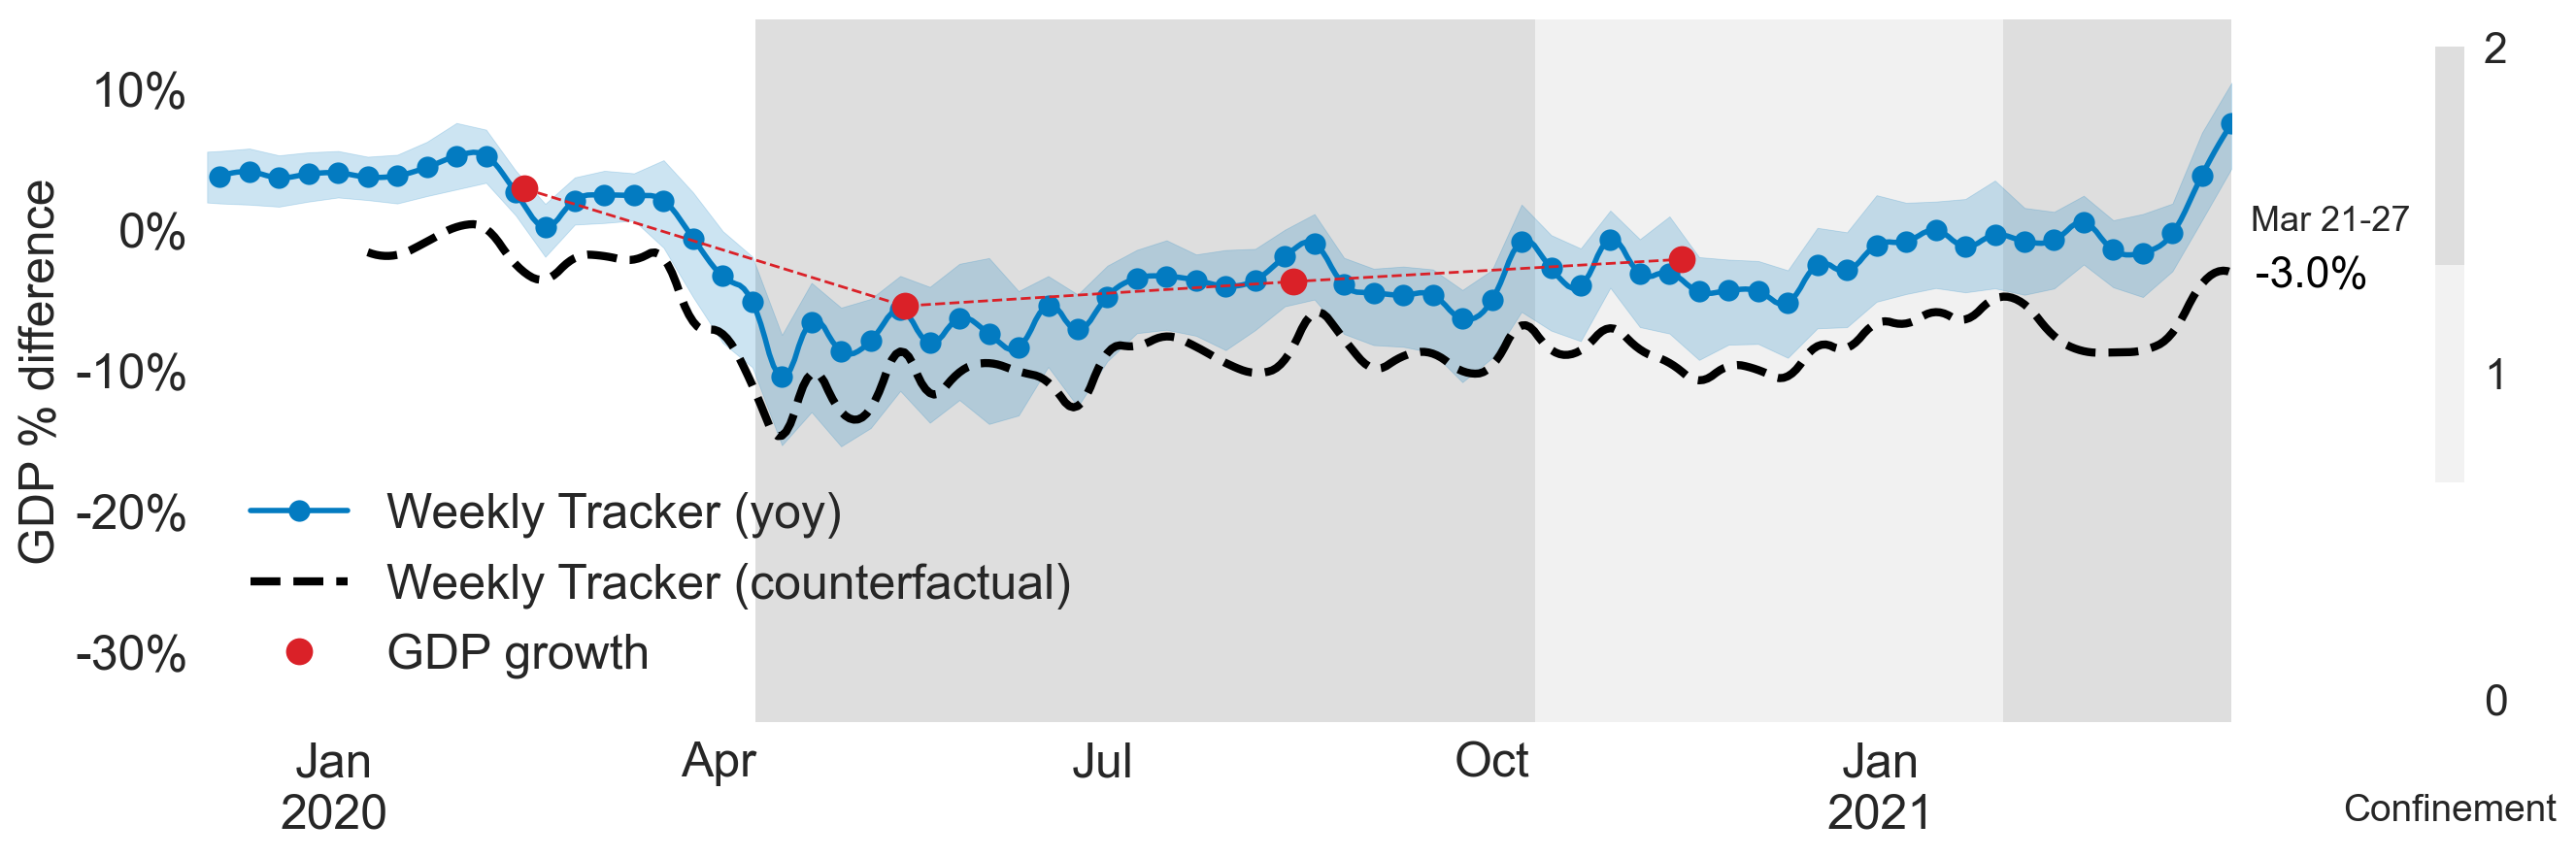 GDP % difference
10%
0%
-10%
-20%
-30%
Weekly Tracker (yoy)
Weekly Tracker (counterfactual)
GDP growth
Jan
2020
Apr
Jul
Oct
Jan
2021
Mar 21-27
-3.0%
2
1
0
Confinement